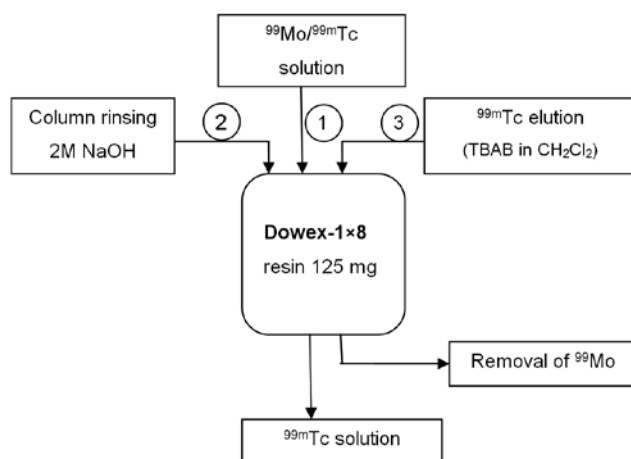 ⁹⁹Mo/⁹⁹ᵐTc
solution
Column rinsing
2M NaOH
2
1
3
⁹⁹ᵐTc elution
(TBAB in CH₂Cl₂)
Dowex-1×8
resin 125 mg
Removal of ⁹⁹Mo
⁹⁹ᵐTc solution